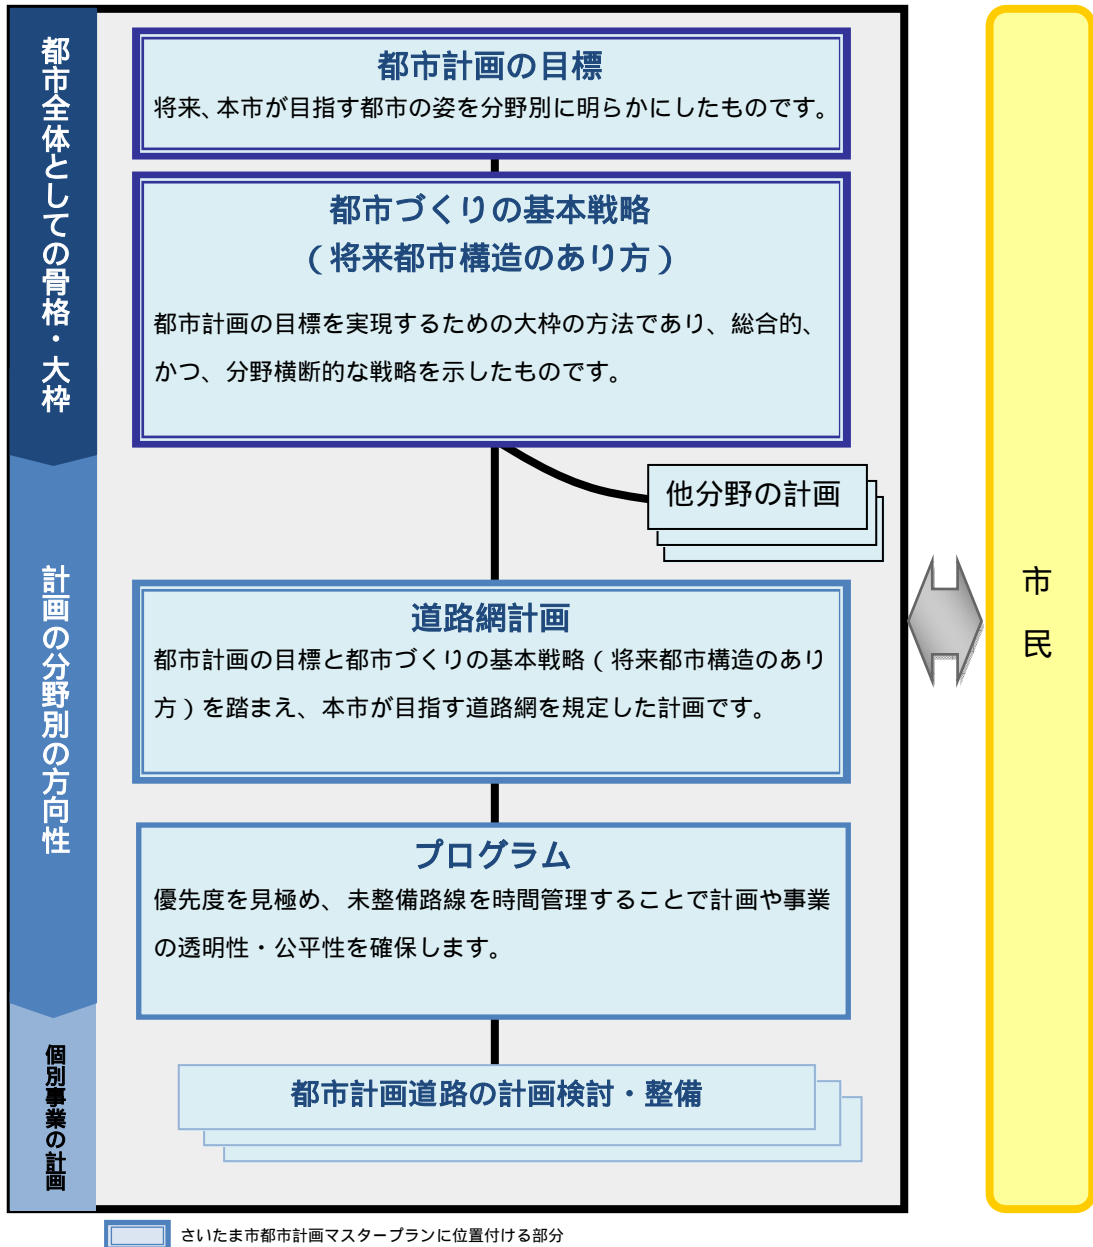 都市全体としての骨格・大枠
都市計画の目標
将来、本市が目指す都市の姿を分野別に明らかにしたものです。
都市づくりの基本戦略
（将来都市構造のあり方）
都市計画の目標を実現するための大枠の方法であり、総合的、
かつ、分野横断的な戦略を示したものです。
他分野の計画
計画の分野別の方向性
道路網計画
都市計画の目標と都市づくりの基本戦略（将来都市構造のあり
方）を踏まえ、本市が目指す道路網を規定した計画です。
プログラム
優先度を見極め、未整備路線を時間管理することで計画や事業
の透明性・公平性を確保します。
個別事業の計画
都市計画道路の計画検討・整備
市民
さいたま市都市計画マスタープランに位置付ける部分